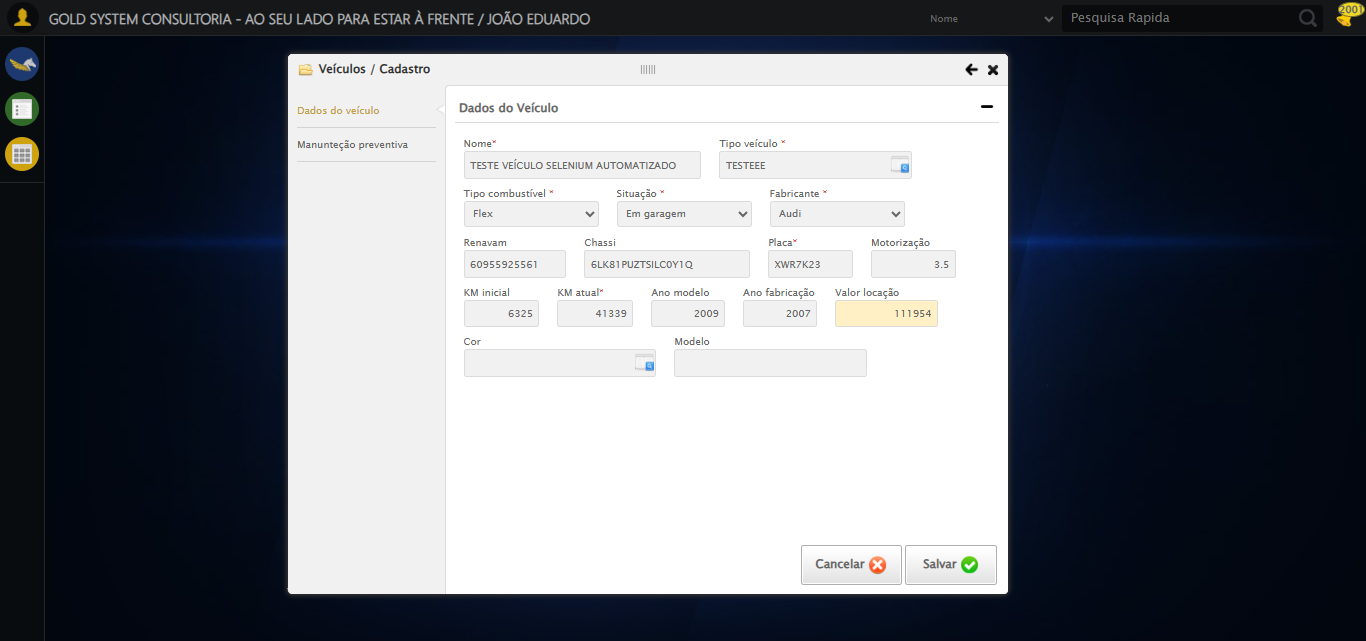 GOLD SYSTEM CONSULTORIA - AO SEU LADO PARA ESTAR À FRENTE / JOÃO EDUARDO
Nome
Pesquisa Rapida
2001
Veículos / Cadastro
Dados do veículo
Manunteção preventiva
Dados do Veículo
Nome* Tipo veículo *
TESTE VEÍCULO SELENIUM AUTOMATIZADO TESTEEE
Tipo combustível * Situação * Fabricante *
Flex Em garagem Audi
Renavam Chassi Placa* Motorização
60955925561 6LK81PUZTSILC0Y1Q XWR7K23 3.5
KM inicial KM atual* Ano modelo Ano fabricação Valor locação
6325 41339 2009 2007 111954
Cor Modelo
Cancelar Salvar